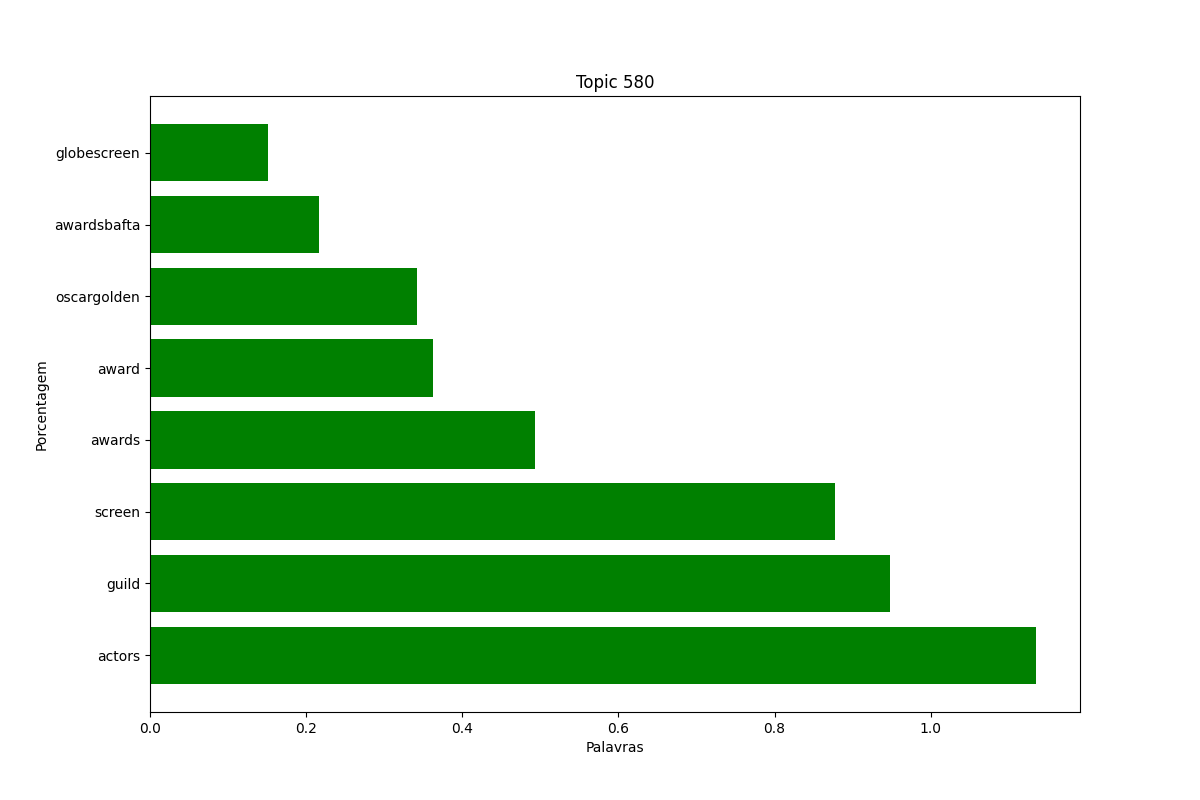 Topic 580
globescreen
awardsbafta
oscargolden
award
awards
screen
guild
actors
Porcentagem
0.0 0.2 0.4 0.6 0.8 1.0
Palavras